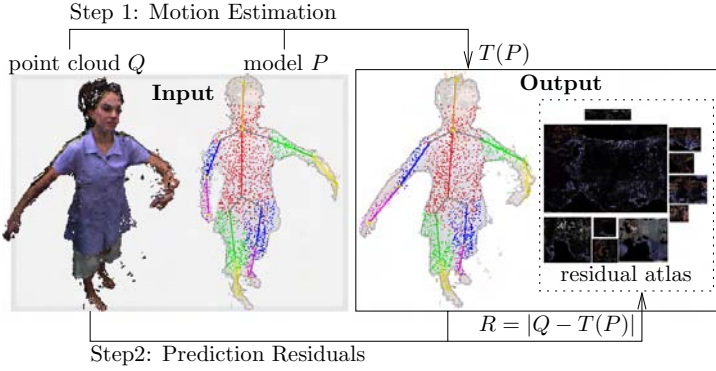 Step 1: Motion Estimation
T(P)
point cloud Q
model P
Input
Output
residual atlas
R = |Q − T(P)|
Step2: Prediction Residuals